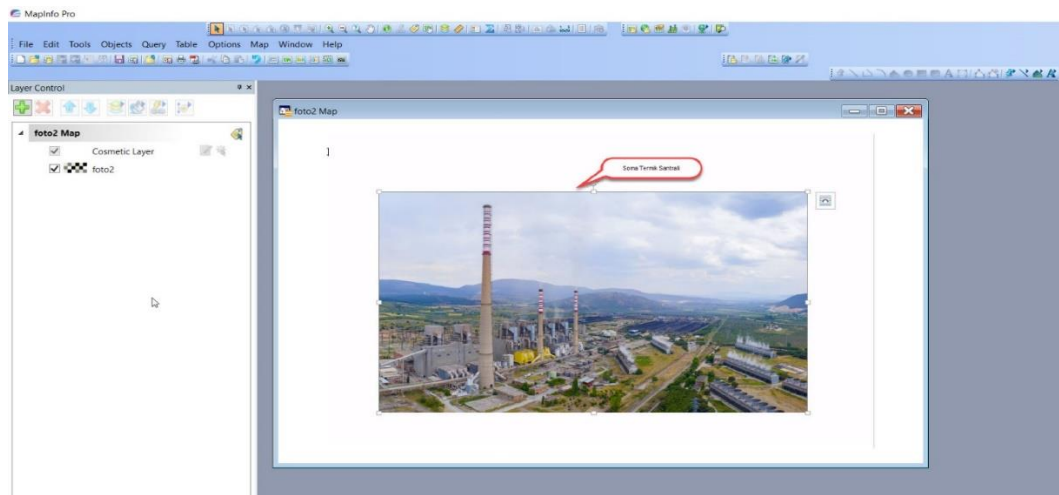 MapInfo Pro
File Edit Tools Objects Query Table Options Map Window Help
Layer Control
foto2 Map
Cosmetic Layer
foto2
foto2 Map
Soma Termik Santrali